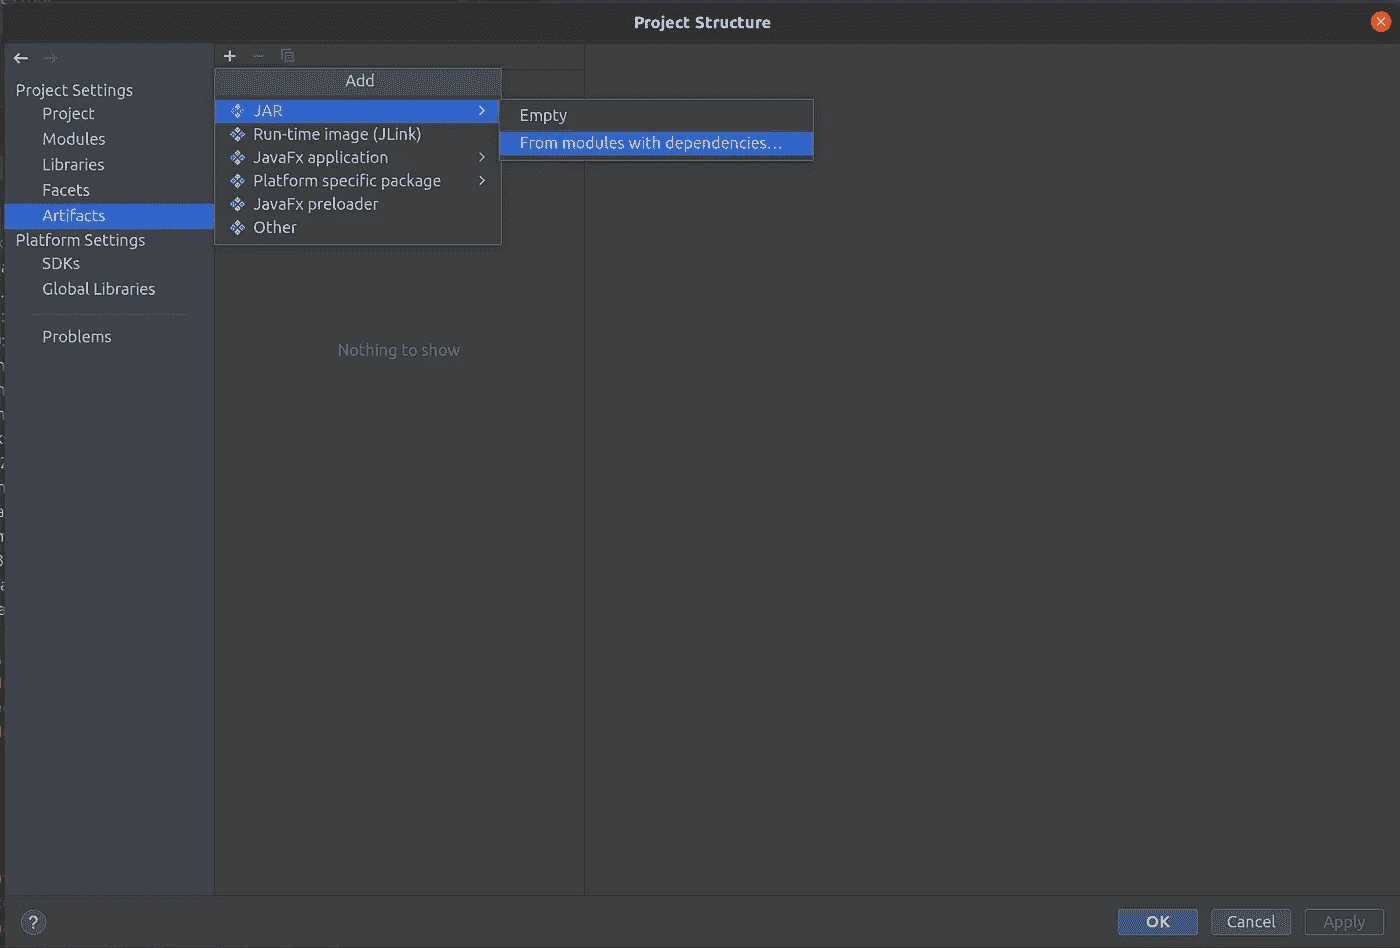 Project Structure
Project Settings
Project
Modules
Libraries
Facets
Artifacts
Platform Settings
SDKs
Global Libraries
Problems
Add
JAR
Run-time image (JLink)
JavaFx application
Platform specific package
JavaFx preloader
Other
Empty
From modules with dependencies...
Nothing to show
?
OK
Cancel
Apply